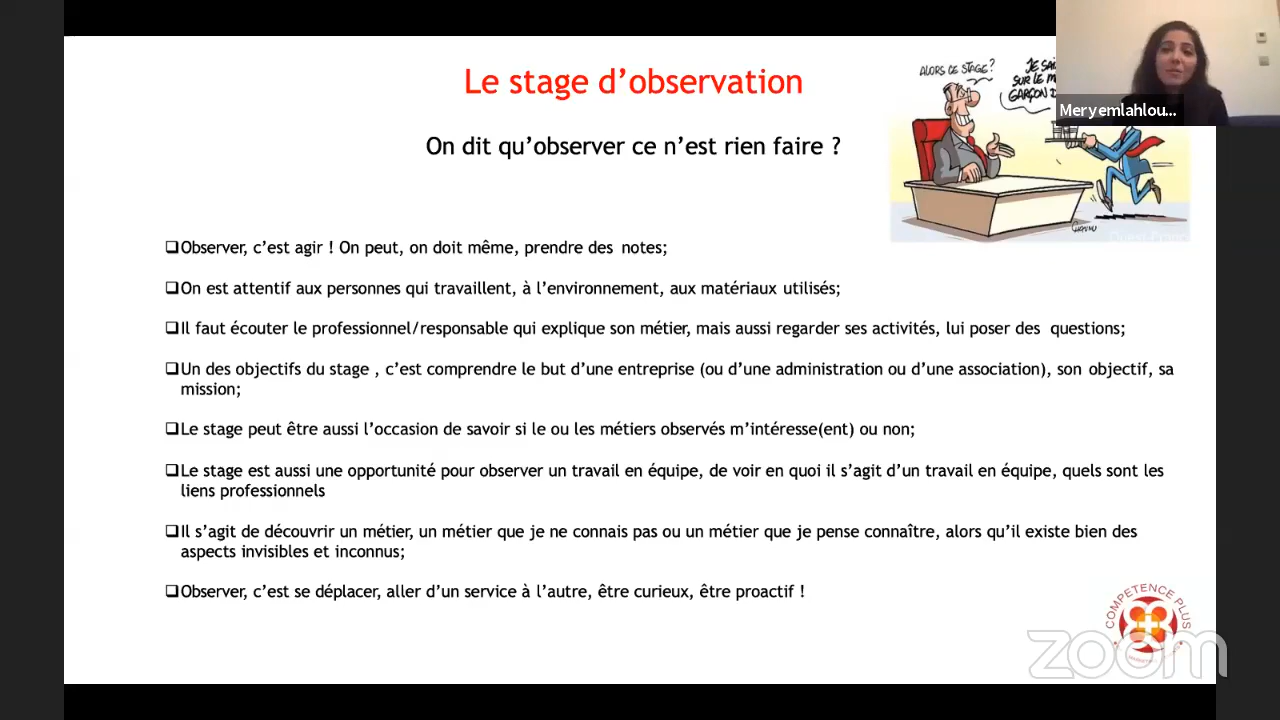 Le stage d’observation
On dit qu’observer ce n’est rien faire ?
ALORS CE STAGE?
SUR LE
GARÇON
Meryemlahlou...
❑Observer, c’est agir ! On peut, on doit même, prendre des notes;
❑On est attentif aux personnes qui travaillent, à l’environnement, aux matériaux utilisés;
❑Il faut écouter le professionnel/responsable qui explique son métier, mais aussi regarder ses activités, lui poser des questions;
❑Un des objectifs du stage , c’est comprendre le but d’une entreprise (ou d’une administration ou d’une association), son objectif, sa
mission;
❑Le stage peut être aussi l’occasion de savoir si le ou les métiers observés m’intéresse(ent) ou non;
❑Le stage est aussi une opportunité pour observer un travail en équipe, de voir en quoi il s’agit d’un travail en équipe, quels sont les
liens professionnels
❑Il s’agit de découvrir un métier, un métier que je ne connais pas ou un métier que je pense connaître, alors qu’il existe bien des
aspects invisibles et inconnus;
❑Observer, c’est se déplacer, aller d’un service à l’autre, être curieux, être proactif !
COMPETENCE PLUS
zoom